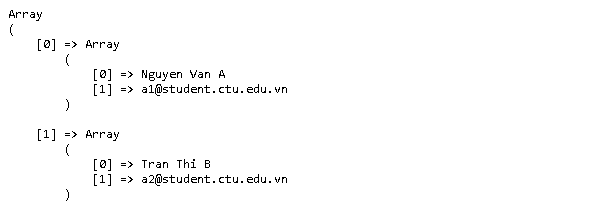 Array
(
    [0] => Array
        (
            [0] => Nguyen Van A
            [1] => a1@student.ctu.edu.vn
        )

    [1] => Array
        (
            [0] => Tran Thi B
            [1] => a2@student.ctu.edu.vn
        )